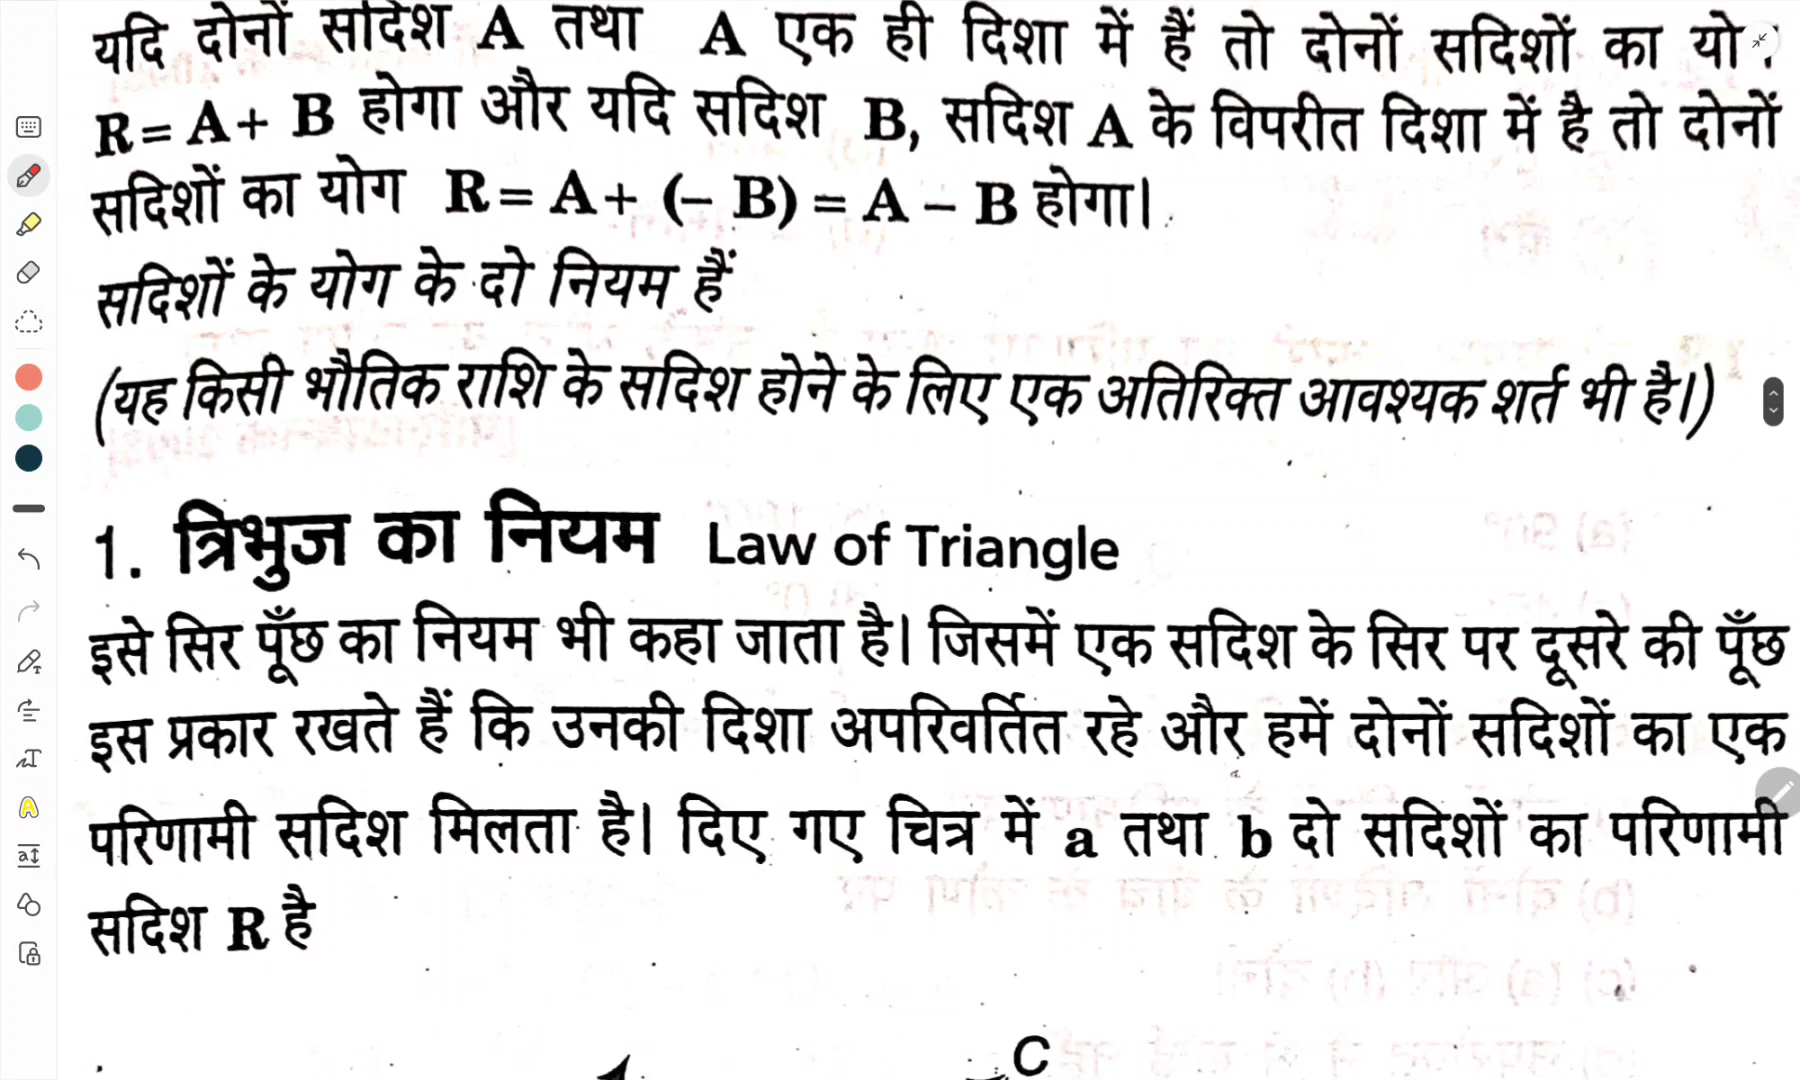 यदि दोनों सदिश A तथा A एक ही दिशा में हैं तो दोनों सदिशों का
R = A + B होगा और यदि सदिश B, सदिश A के विपरीत दिशा में है तो दोनों
सदिशों का योग R = A + (– B) = A – B होगा।
सदिशों के योग के दो नियम हैं
(यह किसी भौतिक राशि के सदिश होने के लिए एक अतिरिक्त आवश्यक शर्त भी है।)
1. त्रिभुज का नियम Law of Triangle
इसे सिर पूँछ का नियम भी कहा जाता है। जिसमें एक सदिश के सिर पर दूसरे की पूँछ
इस प्रकार रखते हैं कि उनकी दिशा अपरिवर्तित रहे और हमें दोनों सदिशों का एक
परिणामी सदिश मिलता है। दिए गए चित्र में a तथा b दो सदिशों का परिणामी
सदिश R है
C